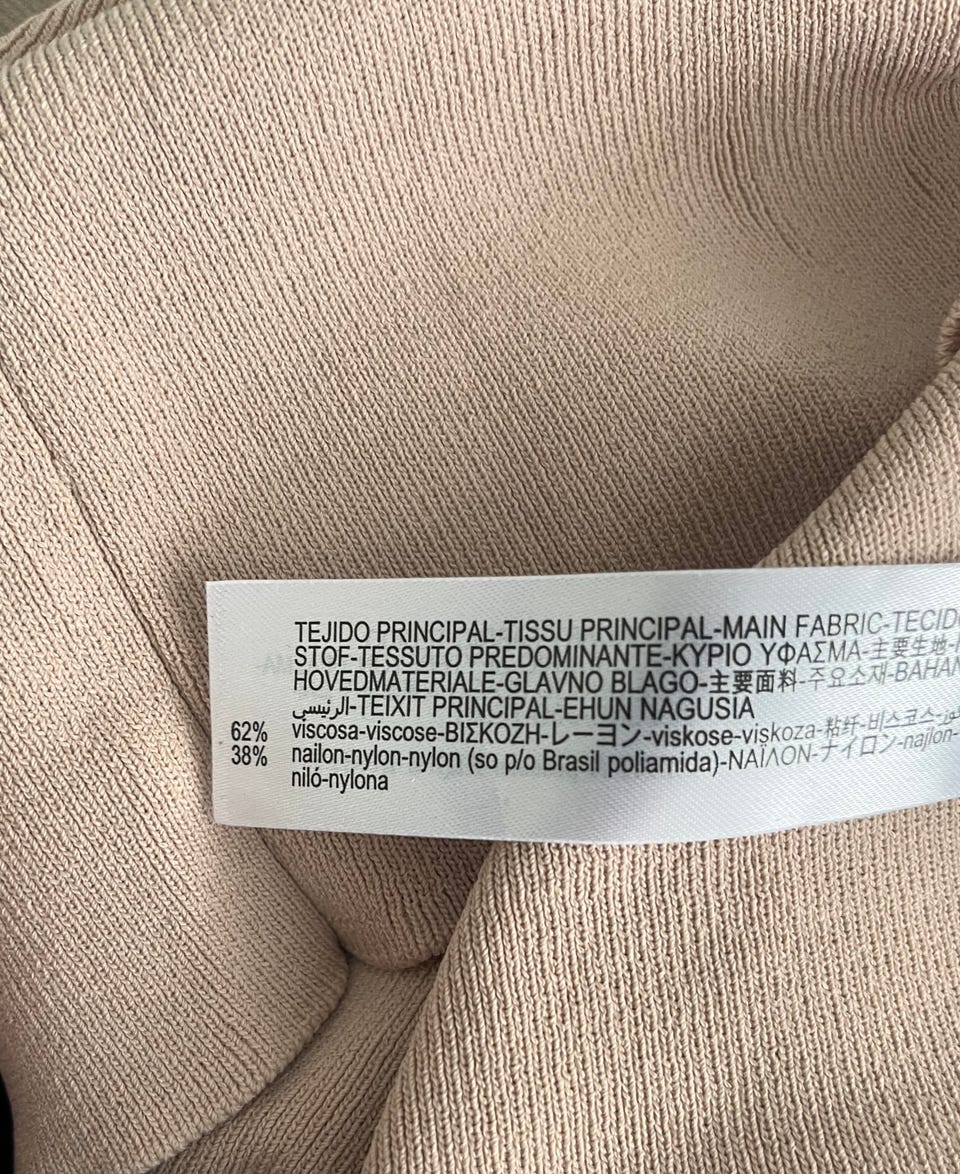 TEJIDO PRINCIPAL-TISSU PRINCIPAL-MAIN FABRIC-TECID
STOF-TESSUTO PREDOMINANTE-ΚΥΡΙΟ ΥΦΑΣΜΑ-主要生地-
HOVEDMATERIALE-GLAVNO BLAGO-主要面料-주요소재-BAHAN
الرئيسي-TEIXIT PRINCIPAL-EHUN NAGUSIA
62% viscosa-viscose-ΒΙΣΚΟΖΗ-レーヨン-viskose-viskoza-粘纤-비스코스-
38% nailon-nylon-nylon (so p/o Brasil poliamida)-ΝΑΪΛΟΝ-ナイロン-najlon-
niló-nylona